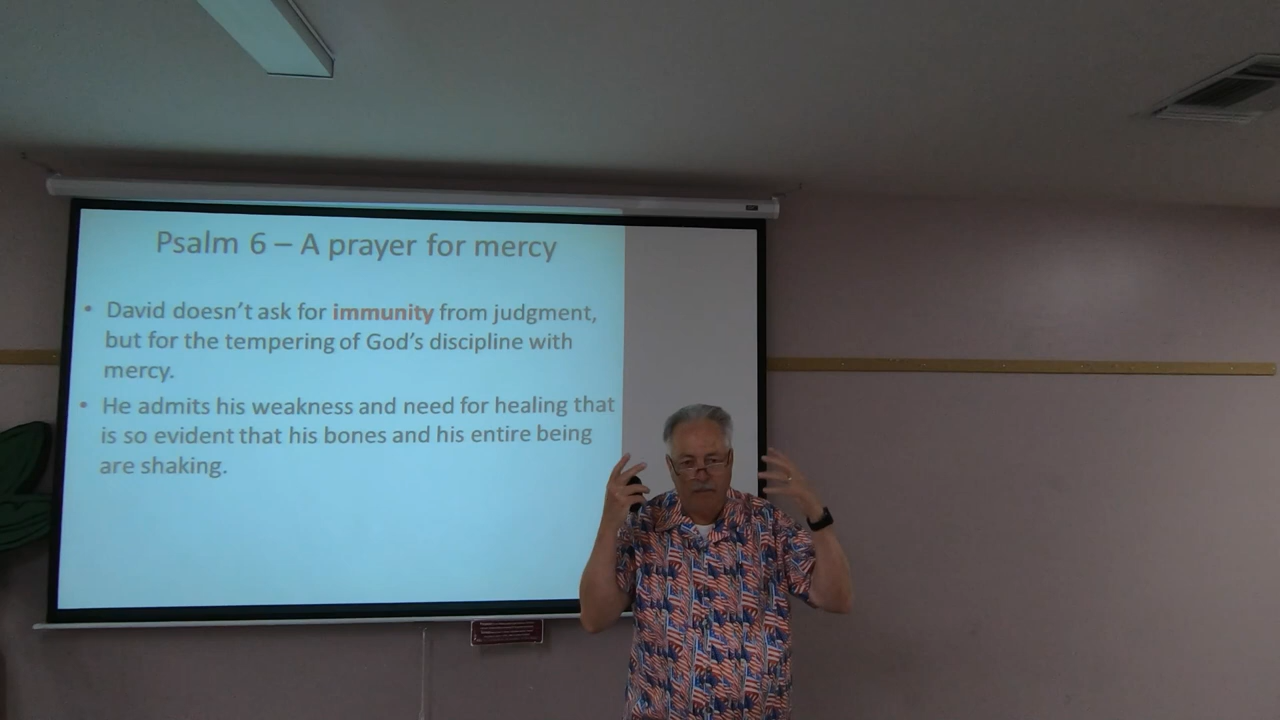 Psalm 6 – A prayer for mercy
• David doesn't ask for immunity from judgment,
but for the tempering of God's discipline with
mercy.
• He admits his weakness and need for healing that
is so evident that his bones and his entire being
are shaking.